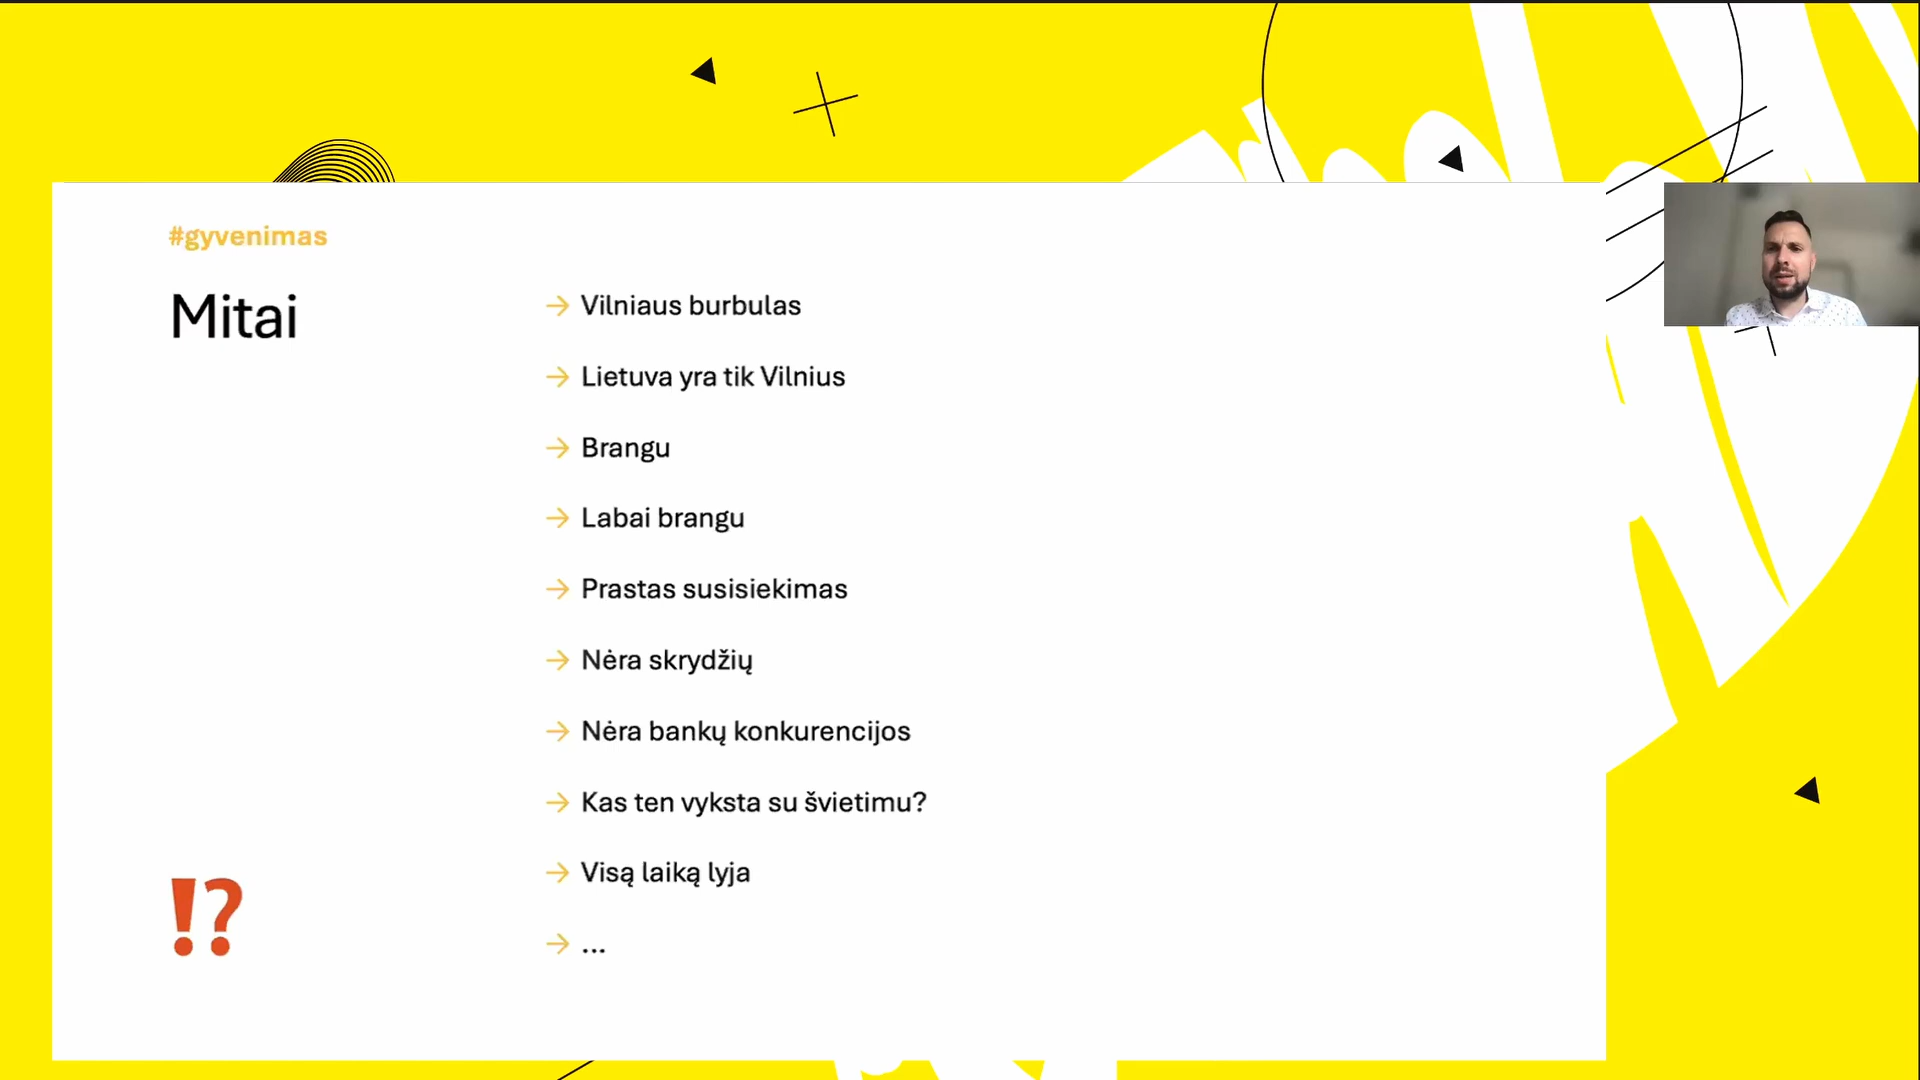 #gyvenimas
Mitai
→ Vilniaus burbulas
→ Lietuva yra tik Vilnius
→ Brangu
→ Labai brangu
→ Prastas susisiekimas
→ Nėra skrydžių
→ Nėra bankų konkurencijos
→ Kas ten vyksta su švietimu?
→ Visą laiką lyja
→ ...
!?